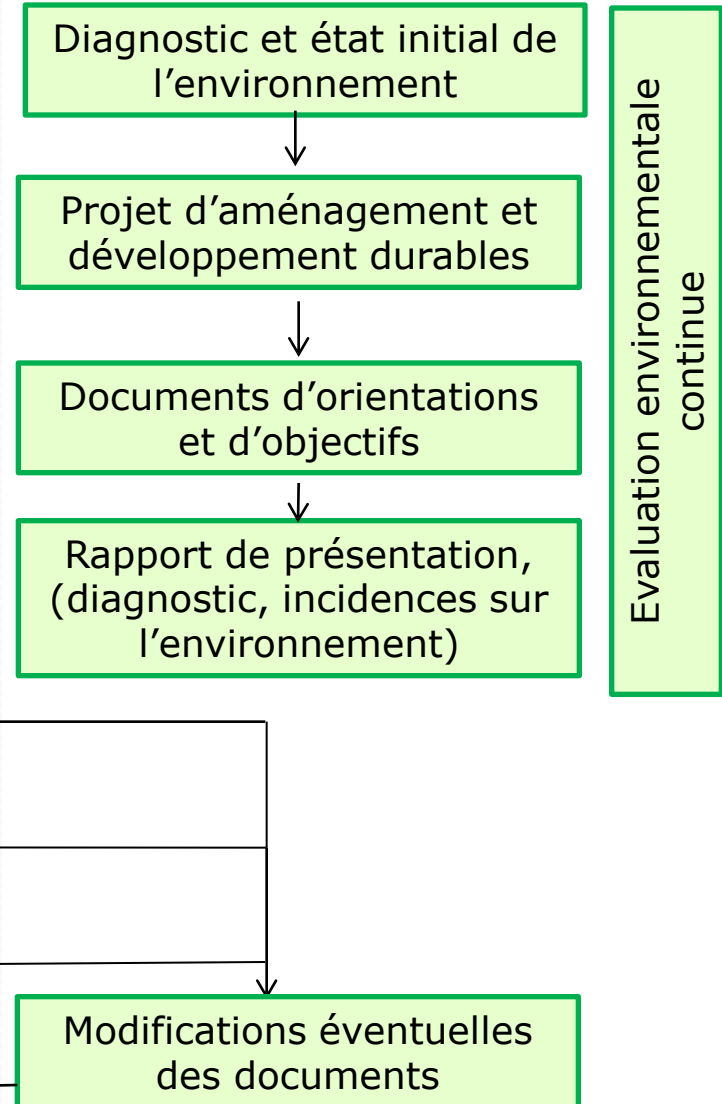 Diagnostic et état initial de
l’environnement
Projet d’aménagement et
développement durables
Documents d’orientations
et d’objectifs
Rapport de présentation,
(diagnostic, incidences sur
l’environnement)
Modifications éventuelles
des documents
Evaluation environnementale
continue